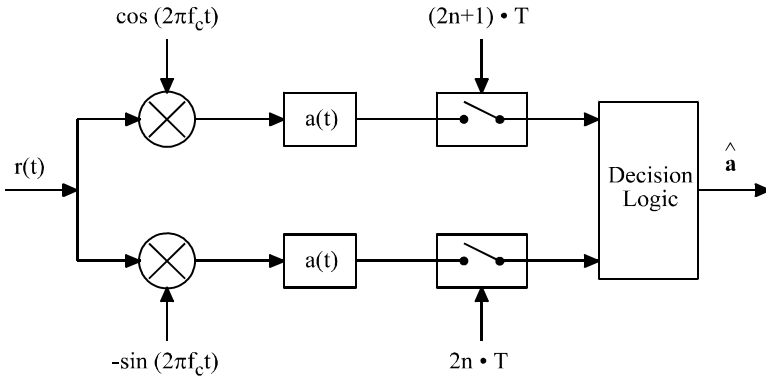 cos (2πf_ct)
(2n+1) • T
a(t)
r(t)
^
a
Decision
Logic
a(t)
-sin (2πf_ct)
2n • T